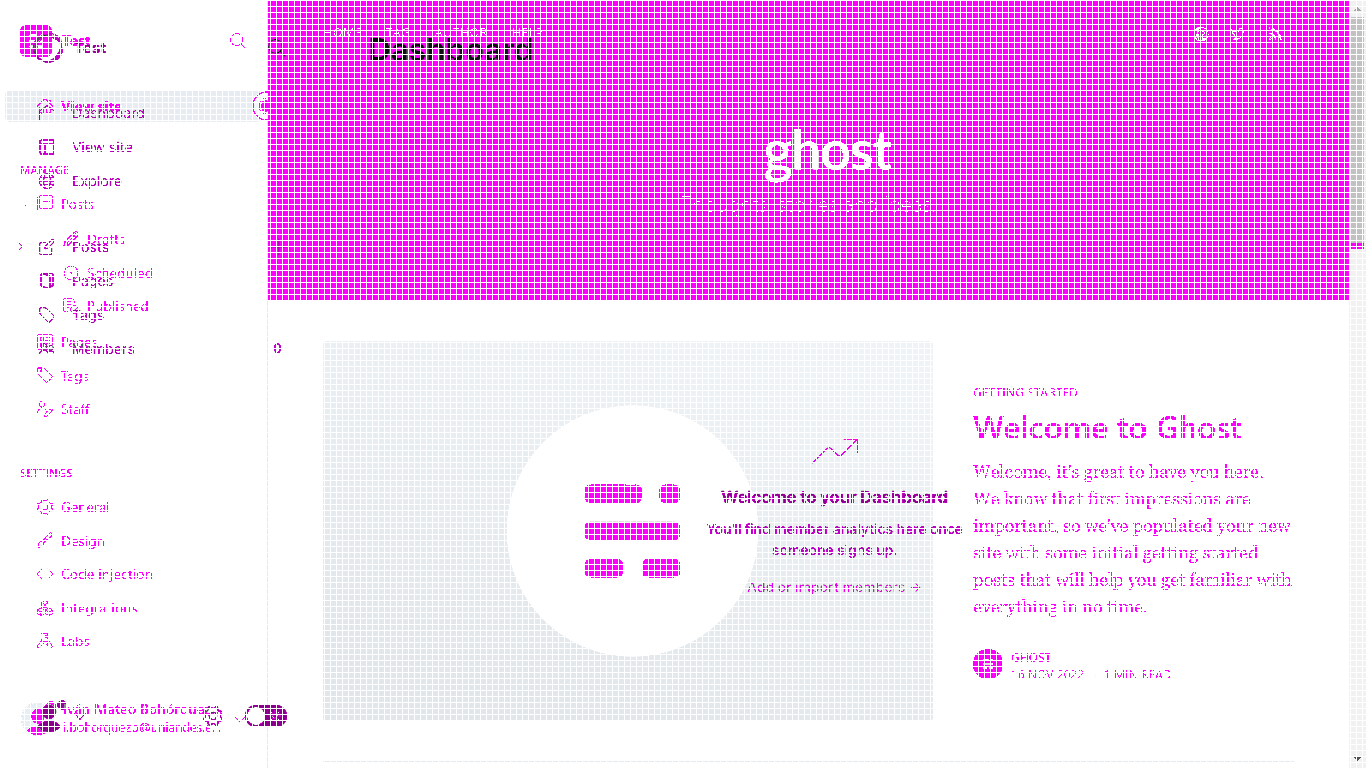 Test
Test
HOME TAG AUTHOR HELP
Dashboard
View site
Dashboard
View site
MANAGE
Explore
Posts
Drafts
Posts
Scheduled
Pages
Published
Tags
Pages
Members 0
Tags
Staff
SETTINGS
General
Design
Code injection
Integrations
Labs
Iván Mateo Bohórquez
i.bohorquezp@uniandes.e...
ghost
Welcome to your Dashboard
You'll find member analytics here once
someone signs up.
Add or import members →
GETTING STARTED
Welcome to Ghost
Welcome, it's great to have you here.
We know that first impressions are
important, so we've populated your new
site with some initial getting started
posts that will help you get familiar with
everything in no time.
GHOST
16 NOV 2022 1 MIN READ